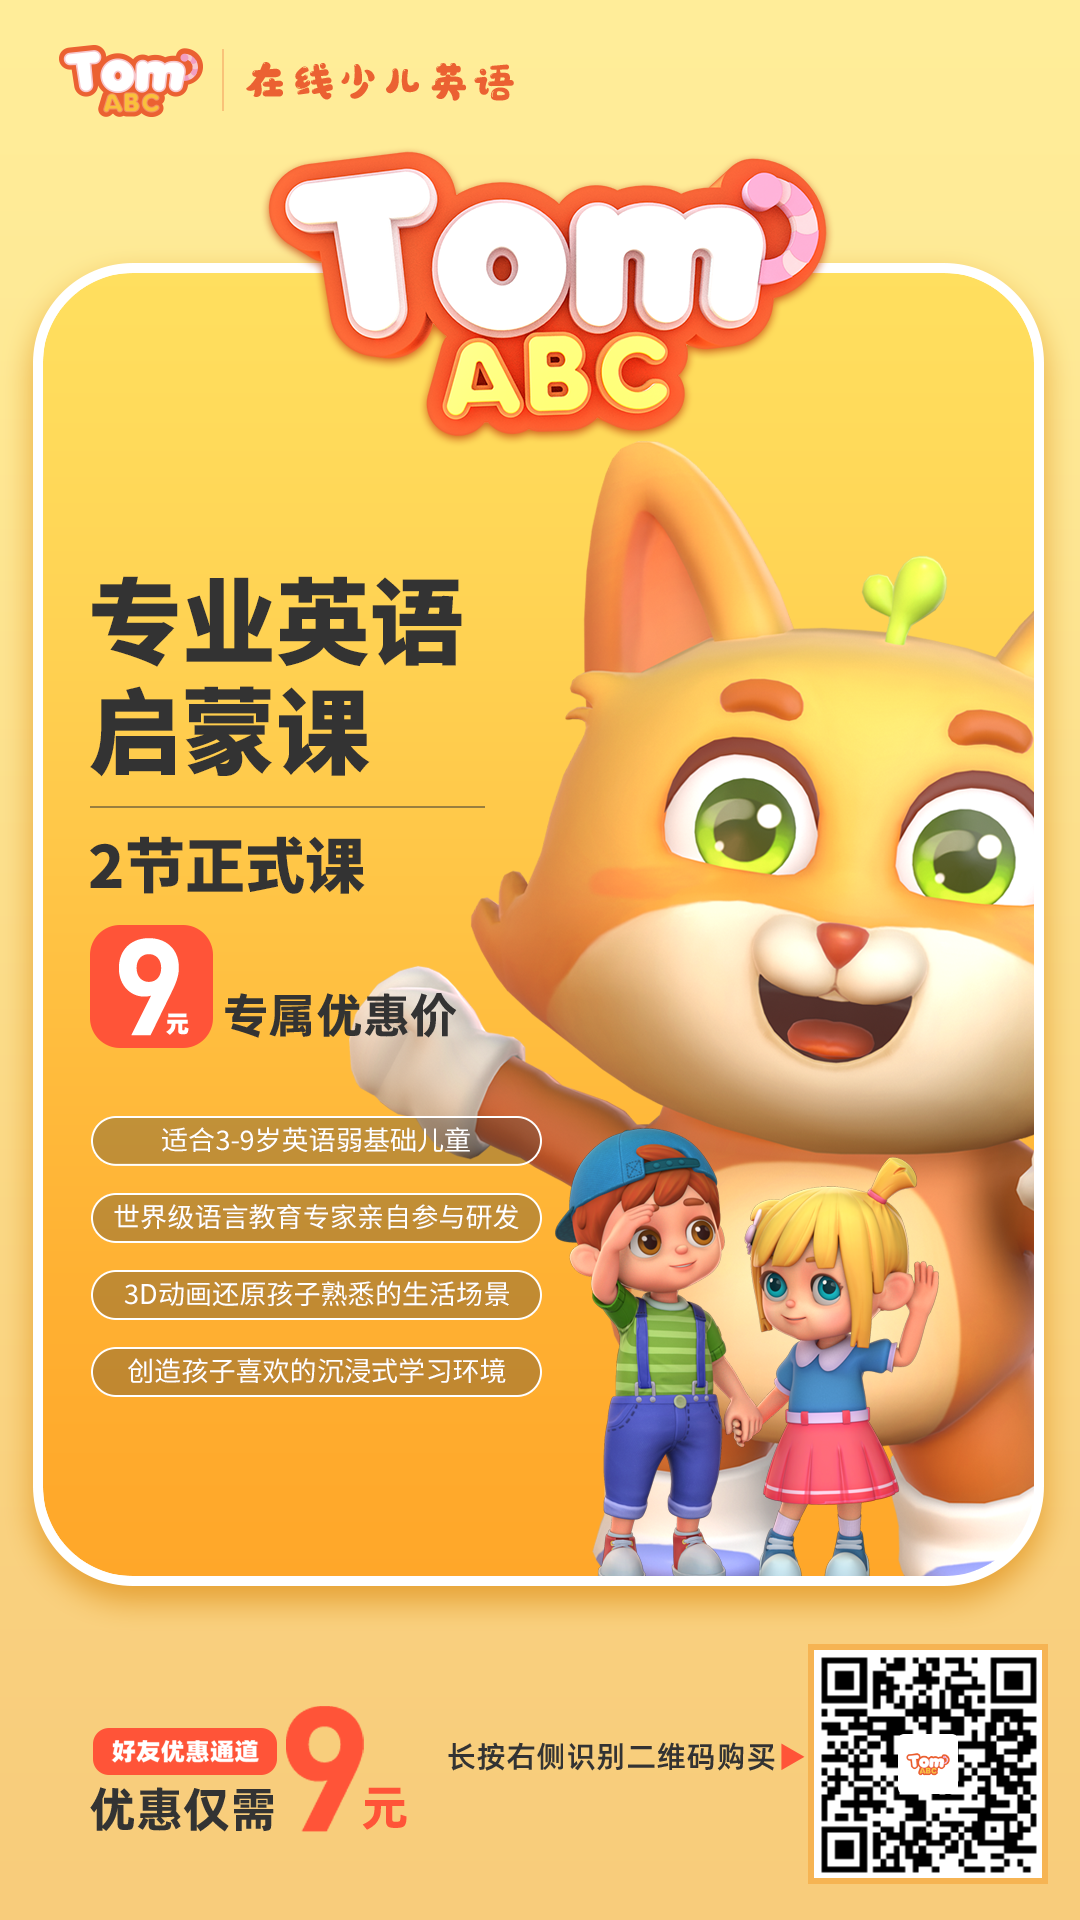 Tom
ABC
在线少儿英语
Tom
ABC
专业英语
启蒙课
2节正式课
9元 专属优惠价
适合3-9岁英语弱基础儿童
世界级语言教育专家亲自参与研发
3D动画还原孩子熟悉的生活场景
创造孩子喜欢的沉浸式学习环境
好友优惠通道
优惠仅需9元
长按右侧识别二维码购买
Tom
ABC